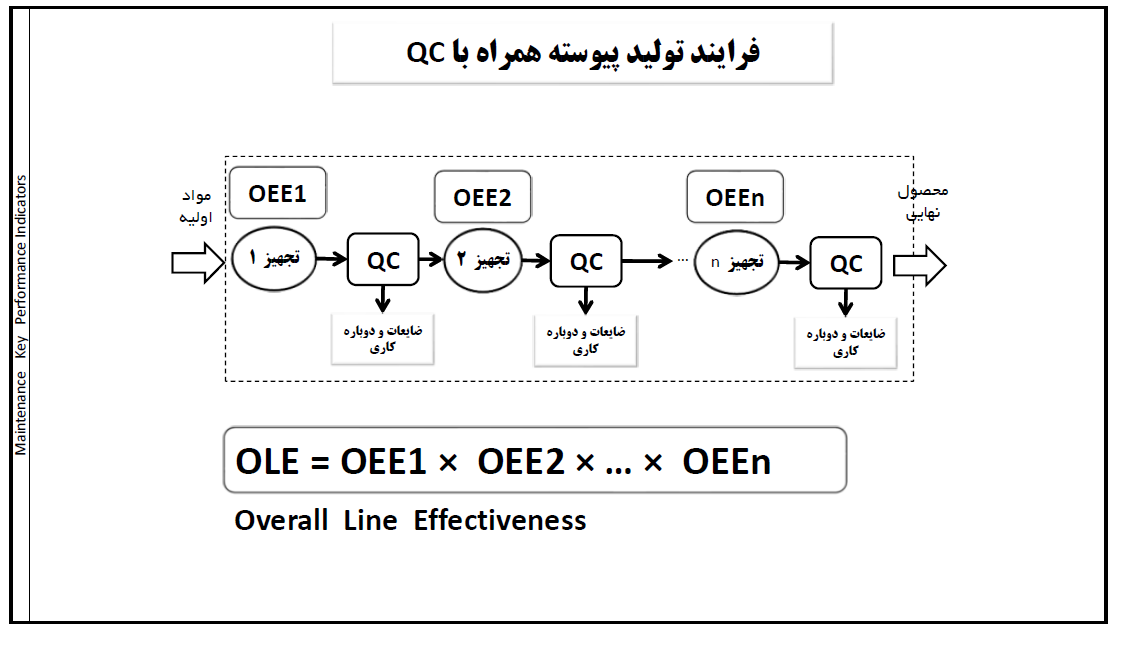 فرایند تولید پیوسته همراه با QC
Maintenance Key Performance Indicators
مواد
اولیه
OEE1
OEE2
OEEn
محصول
نهایی
تجهیز ۱
QC
تجهیز ۲
QC
...
تجهیز n
QC
ضایعات و دوباره
کاری
ضایعات و دوباره
کاری
ضایعات و دوباره
کاری
OLE = OEE1 × OEE2 × ... × OEEn
Overall Line Effectiveness